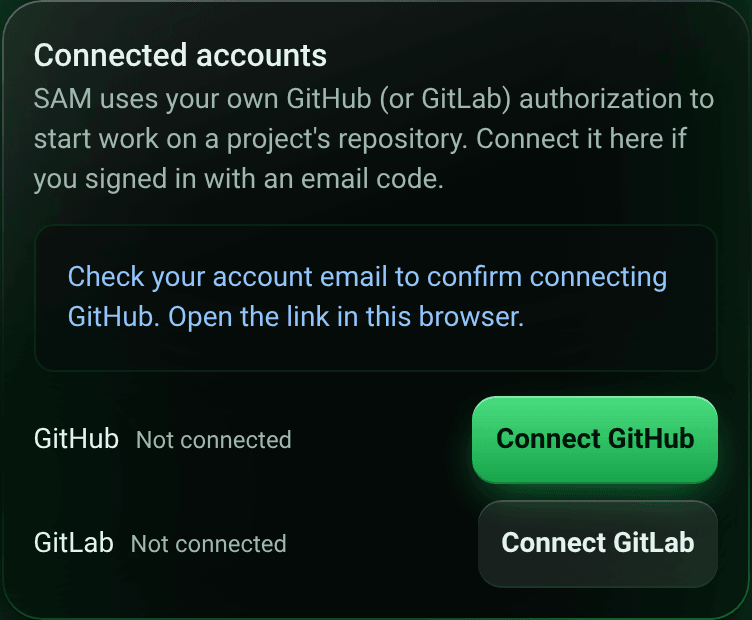 Connected accounts
SAM uses your own GitHub (or GitLab) authorization to
start work on a project's repository. Connect it here if
you signed in with an email code.
Check your account email to confirm connecting
GitHub. Open the link in this browser.
GitHub Not connected Connect GitHub
GitLab Not connected Connect GitLab